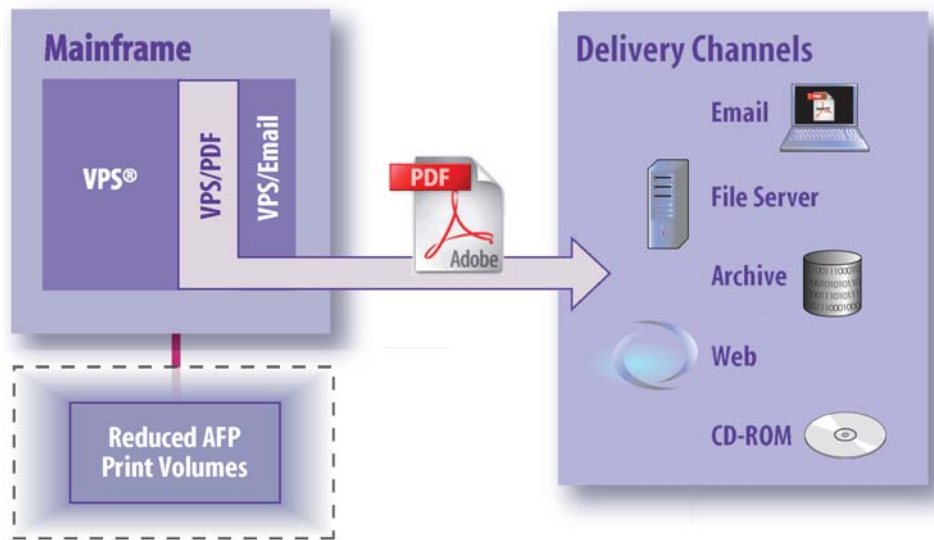 Mainframe
VPS®
VPS/PDF
VPS/Email
PDF
Adobe
Reduced AFP
Print Volumes
Delivery Channels
Email
File Server
Archive
Web
CD-ROM